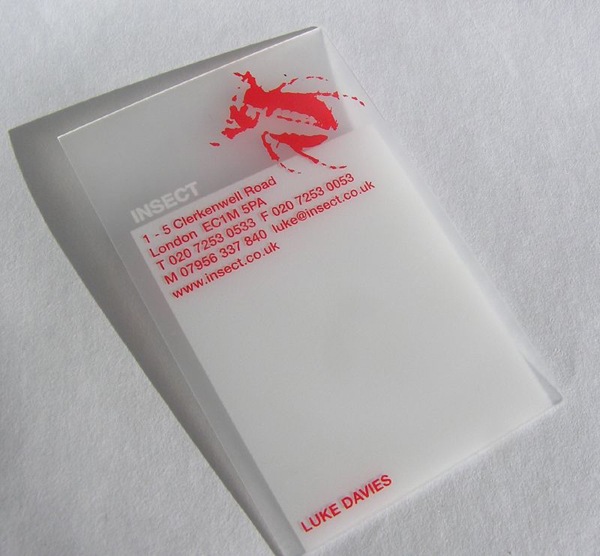 INSECT
1 - 5 Clerkenwell Road
London EC1M 5PA
T 020 7253 0533 F 020 7253 0053
M 07956 337 840 luke@insect.co.uk
www.insect.co.uk
LUKE DAVIES